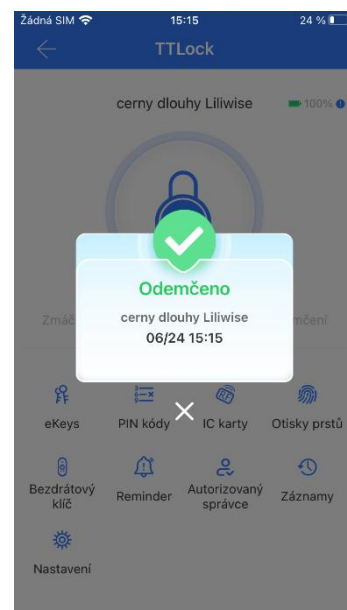 Žádná SIM 15:15 24 %
TTLock
cerny dlouhy Liliwise 100%
Odemčeno
cerny dlouhy Liliwise
06/24 15:15
eKeys PIN kódy IC karty Otisky prstů
Bezdrátový klíč Reminder Autorizovaný správce Záznamy
Nastavení